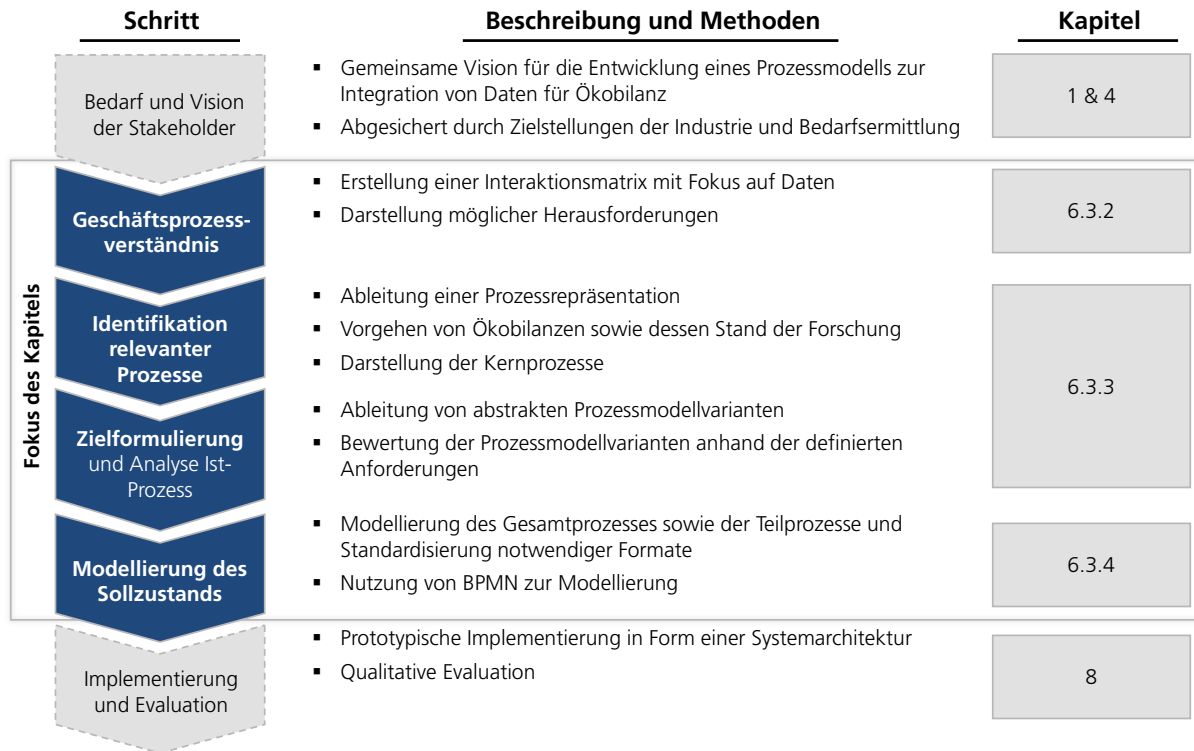 Schritt
Beschreibung und Methoden
Kapitel
Bedarf und Vision
der Stakeholder
▪ Gemeinsame Vision für die Entwicklung eines Prozessmodells zur
Integration von Daten für Ökobilanz
▪ Abgesichert durch Zielstellungen der Industrie und Bedarfsermittlung
1 & 4
Fokus des Kapitels
Geschäftsprozess-
verständnis
▪ Erstellung einer Interaktionsmatrix mit Fokus auf Daten
▪ Darstellung möglicher Herausforderungen
6.3.2
Identifikation
relevanter
Prozesse
▪ Ableitung einer Prozessrepräsentation
▪ Vorgehen von Ökobilanzen sowie dessen Stand der Forschung
▪ Darstellung der Kernprozesse
6.3.3
Zielformulierung
und Analyse Ist-
Prozess
▪ Ableitung von abstrakten Prozessmodellvarianten
▪ Bewertung der Prozessmodellvarianten anhand der definierten
Anforderungen
Modellierung des
Sollzustands
▪ Modellierung des Gesamtprozesses sowie der Teilprozesse und
Standardisierung notwendiger Formate
▪ Nutzung von BPMN zur Modellierung
6.3.4
Implementierung
und Evaluation
▪ Prototypische Implementierung in Form einer Systemarchitektur
▪ Qualitative Evaluation
8